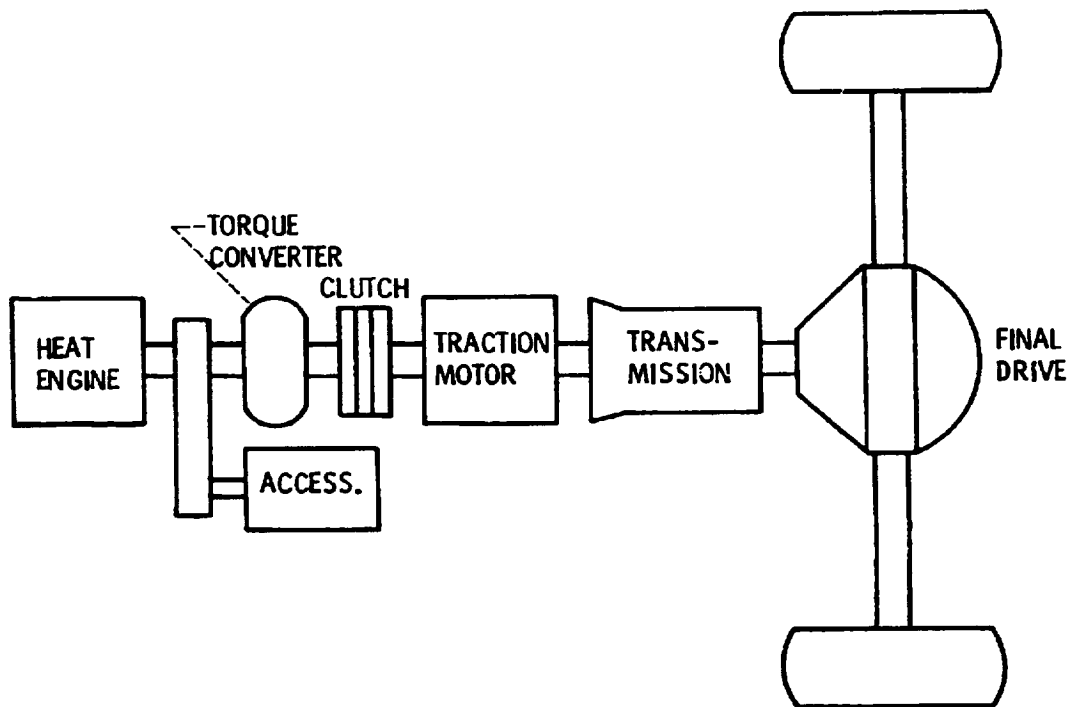 TORQUE
CONVERTER
CLUTCH
HEAT
ENGINE
TRACTION
MOTOR
TRANS-
MISSION
FINAL
DRIVE
ACCESS.